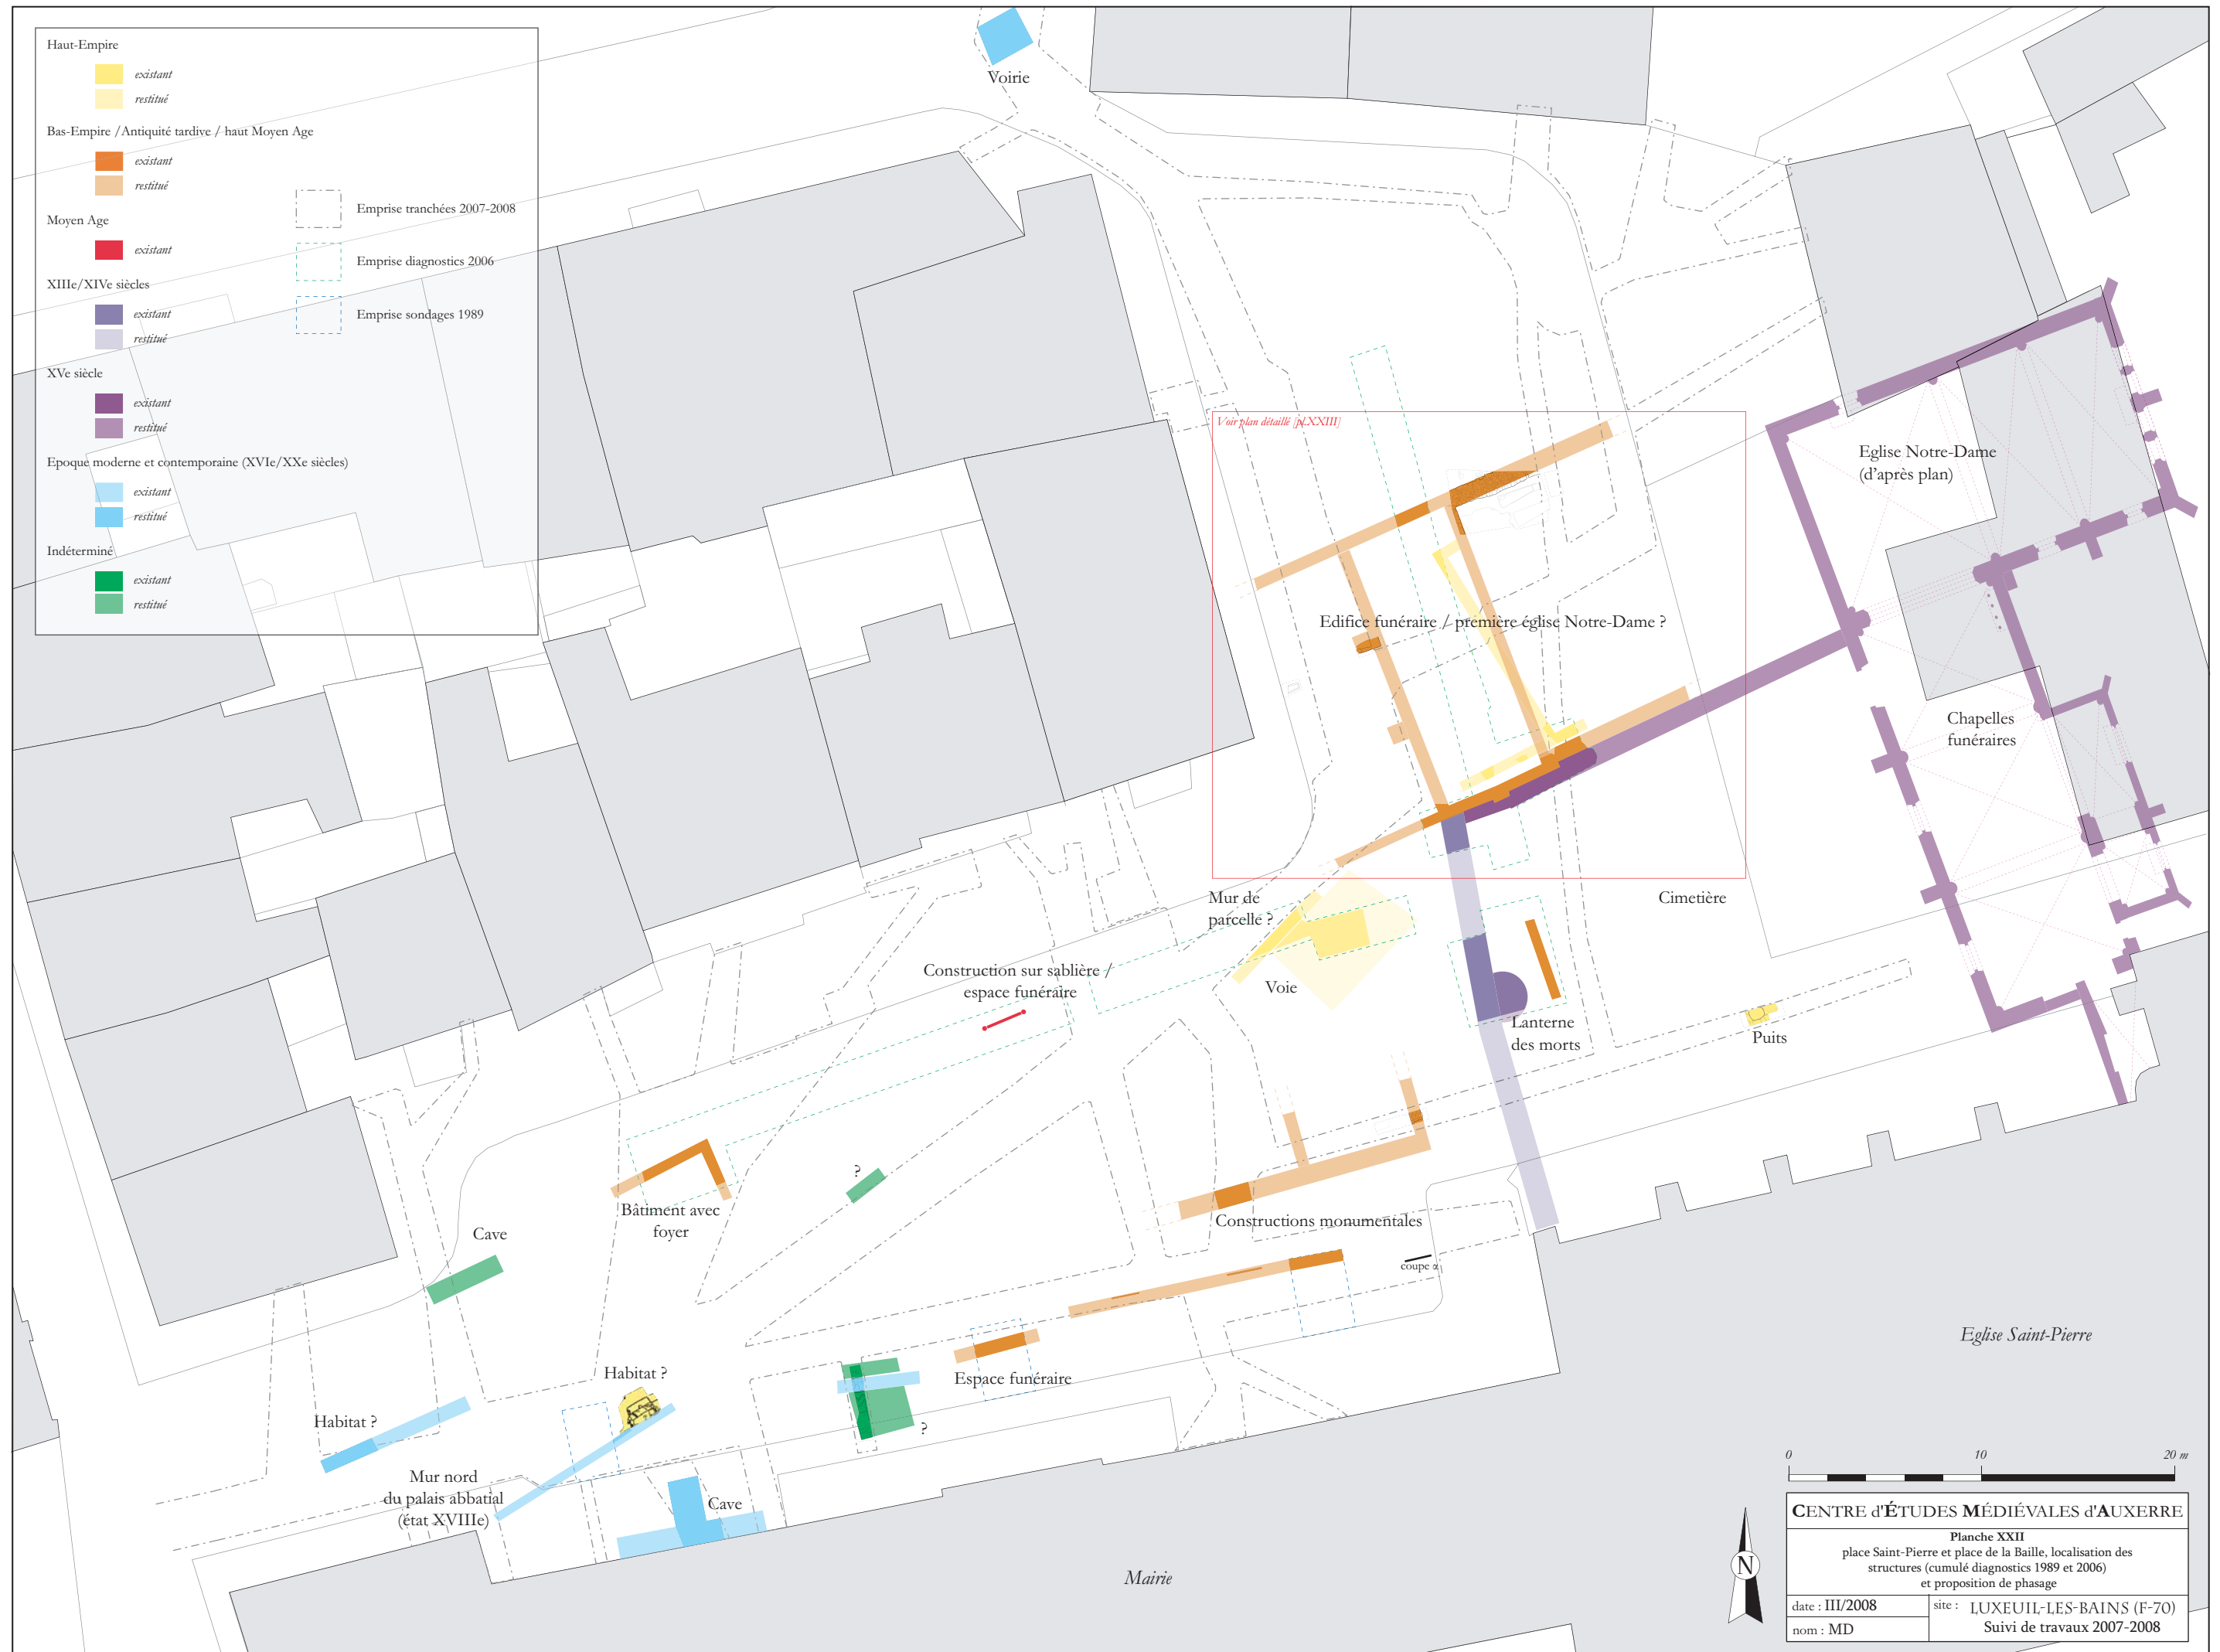 Haut-Empire
existant
restitué
Bas-Empire /Antiquité tardive / haut Moyen Age
existant
restitué
Moyen Age
existant
XIIIe/XIVe siècles
existant
restitué
XVe siècle
existant
restitué
Epoque moderne et contemporaine (XVIe/XXe siècles)
existant
restitué
Indéterminé
existant
restitué
Emprise tranchées 2007-2008
Emprise diagnostics 2006
Emprise sondages 1989
Voirie
Voir plan détaillé [pl.XXIII]
Eglise Notre-Dame
(d'après plan)
Edifice funéraire / première église Notre-Dame ?
Chapelles
funéraires
Mur de
parcelle ?
Cimetière
Construction sur sablière /
espace funéraire
Voie
Lanterne
des morts
Puits
?
Bâtiment avec
foyer
Constructions monumentales
Cave
coupe α
Eglise Saint-Pierre
Habitat ?
Espace funéraire
Habitat ?
?
Mur nord
du palais abbatial
(état XVIIIe)
Cave
Mairie
0 10 20 m
N
CENTRE d'ÉTUDES MÉDIÉVALES d'AUXERRE
Planche XXII
place Saint-Pierre et place de la Baille, localisation des
structures (cumulé diagnostics 1989 et 2006)
et proposition de phasage
date : III/2008
nom : MD
site : LUXEUIL-LES-BAINS (F-70)
Suivi de travaux 2007-2008